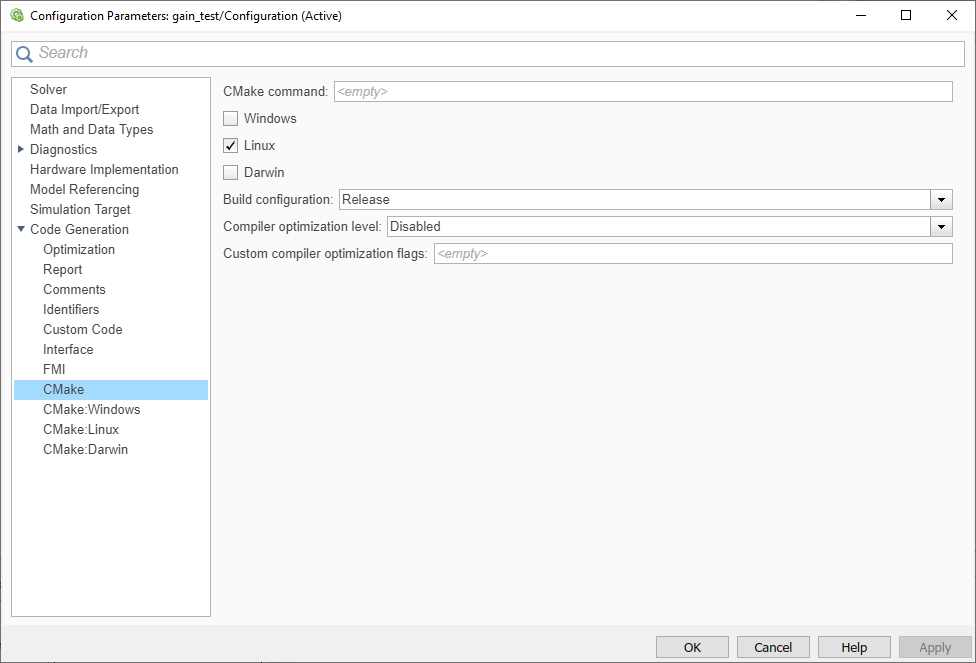 Configuration Parameters: gain_test/Configuration (Active)
Search
Solver
Data Import/Export
Math and Data Types
Diagnostics
Hardware Implementation
Model Referencing
Simulation Target
Code Generation
Optimization
Report
Comments
Identifiers
Custom Code
Interface
FMI
CMake
CMake:Windows
CMake:Linux
CMake:Darwin
CMake command: <empty>
Windows
Linux
Darwin
Build configuration: Release
Compiler optimization level: Disabled
Custom compiler optimization flags: <empty>
OK Cancel Help Apply